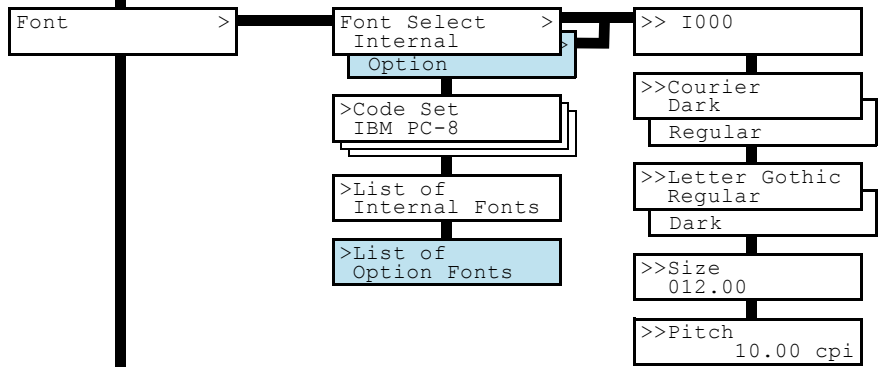 Font >
Font Select >
Internal
>
Option
>Code Set
IBM PC-8
>List of
Internal Fonts
>List of
Option Fonts
>> I000
>>Courier
Dark
Regular
>>Letter Gothic
Regular
Dark
>>Size
012.00
>>Pitch
10.00 cpi